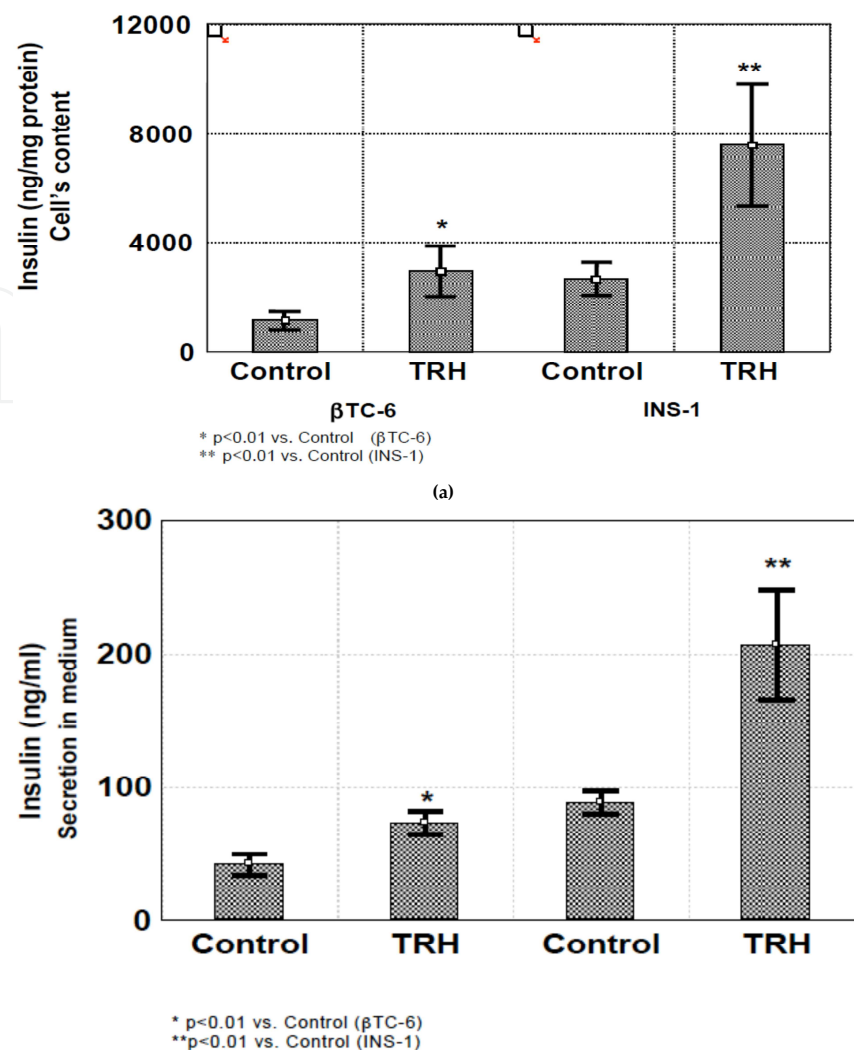 12000
8000
4000
0
Insulin (ng/mg protein)
Cell's content
*
**
Control TRH Control TRH
βTC-6 INS-1
* p<0.01 vs. Control (βTC-6)
** p<0.01 vs. Control (INS-1)
(a)
300
200
100
0
Insulin (ng/ml)
Secretion in medium
*
**
Control TRH Control TRH
* p<0.01 vs. Control (βTC-6)
**p<0.01 vs. Control (INS-1)